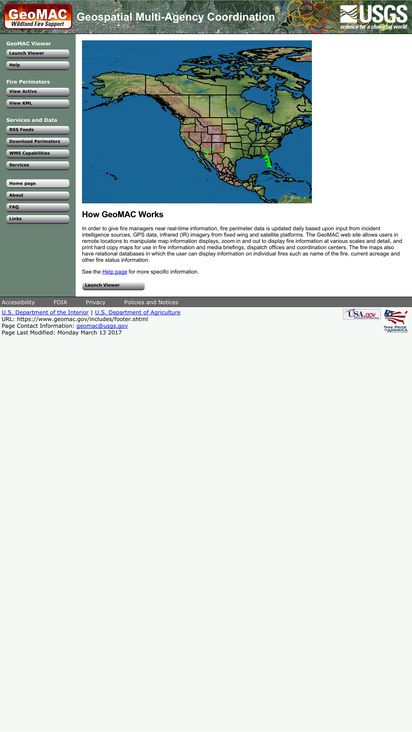 GeoMAC
Wildland Fire Support
Geospatial Multi-Agency Coordination
USGS
science for a changing world
GeoMAC Viewer
Launch Viewer
Help
Fire Perimeters
View Active
View KML
Services and Data
RSS Feeds
Download Perimeters
WMS Capabilities
Services
Home page
About
FAQ
Links
How GeoMAC Works
In order to give fire managers near real-time information, fire perimeter data is updated daily based upon input from incident
intelligence sources, GPS data, infrared (IR) imagery from fixed wing and satellite platforms. The GeoMAC web site allows users in
remote locations to manipulate map information displays, zoom in and out to display fire information at various scales and detail, and
print hard copy maps for use in fire information and media briefings, dispatch offices and coordination centers. The fire maps also
have relational databases in which the user can display information on individual fires such as name of the fire, current acreage and
other fire status information.
See the Help page for more specific information.
Launch Viewer
Accessibility FOIA Privacy Policies and Notices
U.S. Department of the Interior | U.S. Department of Agriculture
URL: https://www.geomac.gov/includes/footer.shtml
Page Contact Information: geomac@usgs.gov
Page Last Modified: Monday March 13 2017
USA.gov
TAKE PRIDE
IN AMERICA